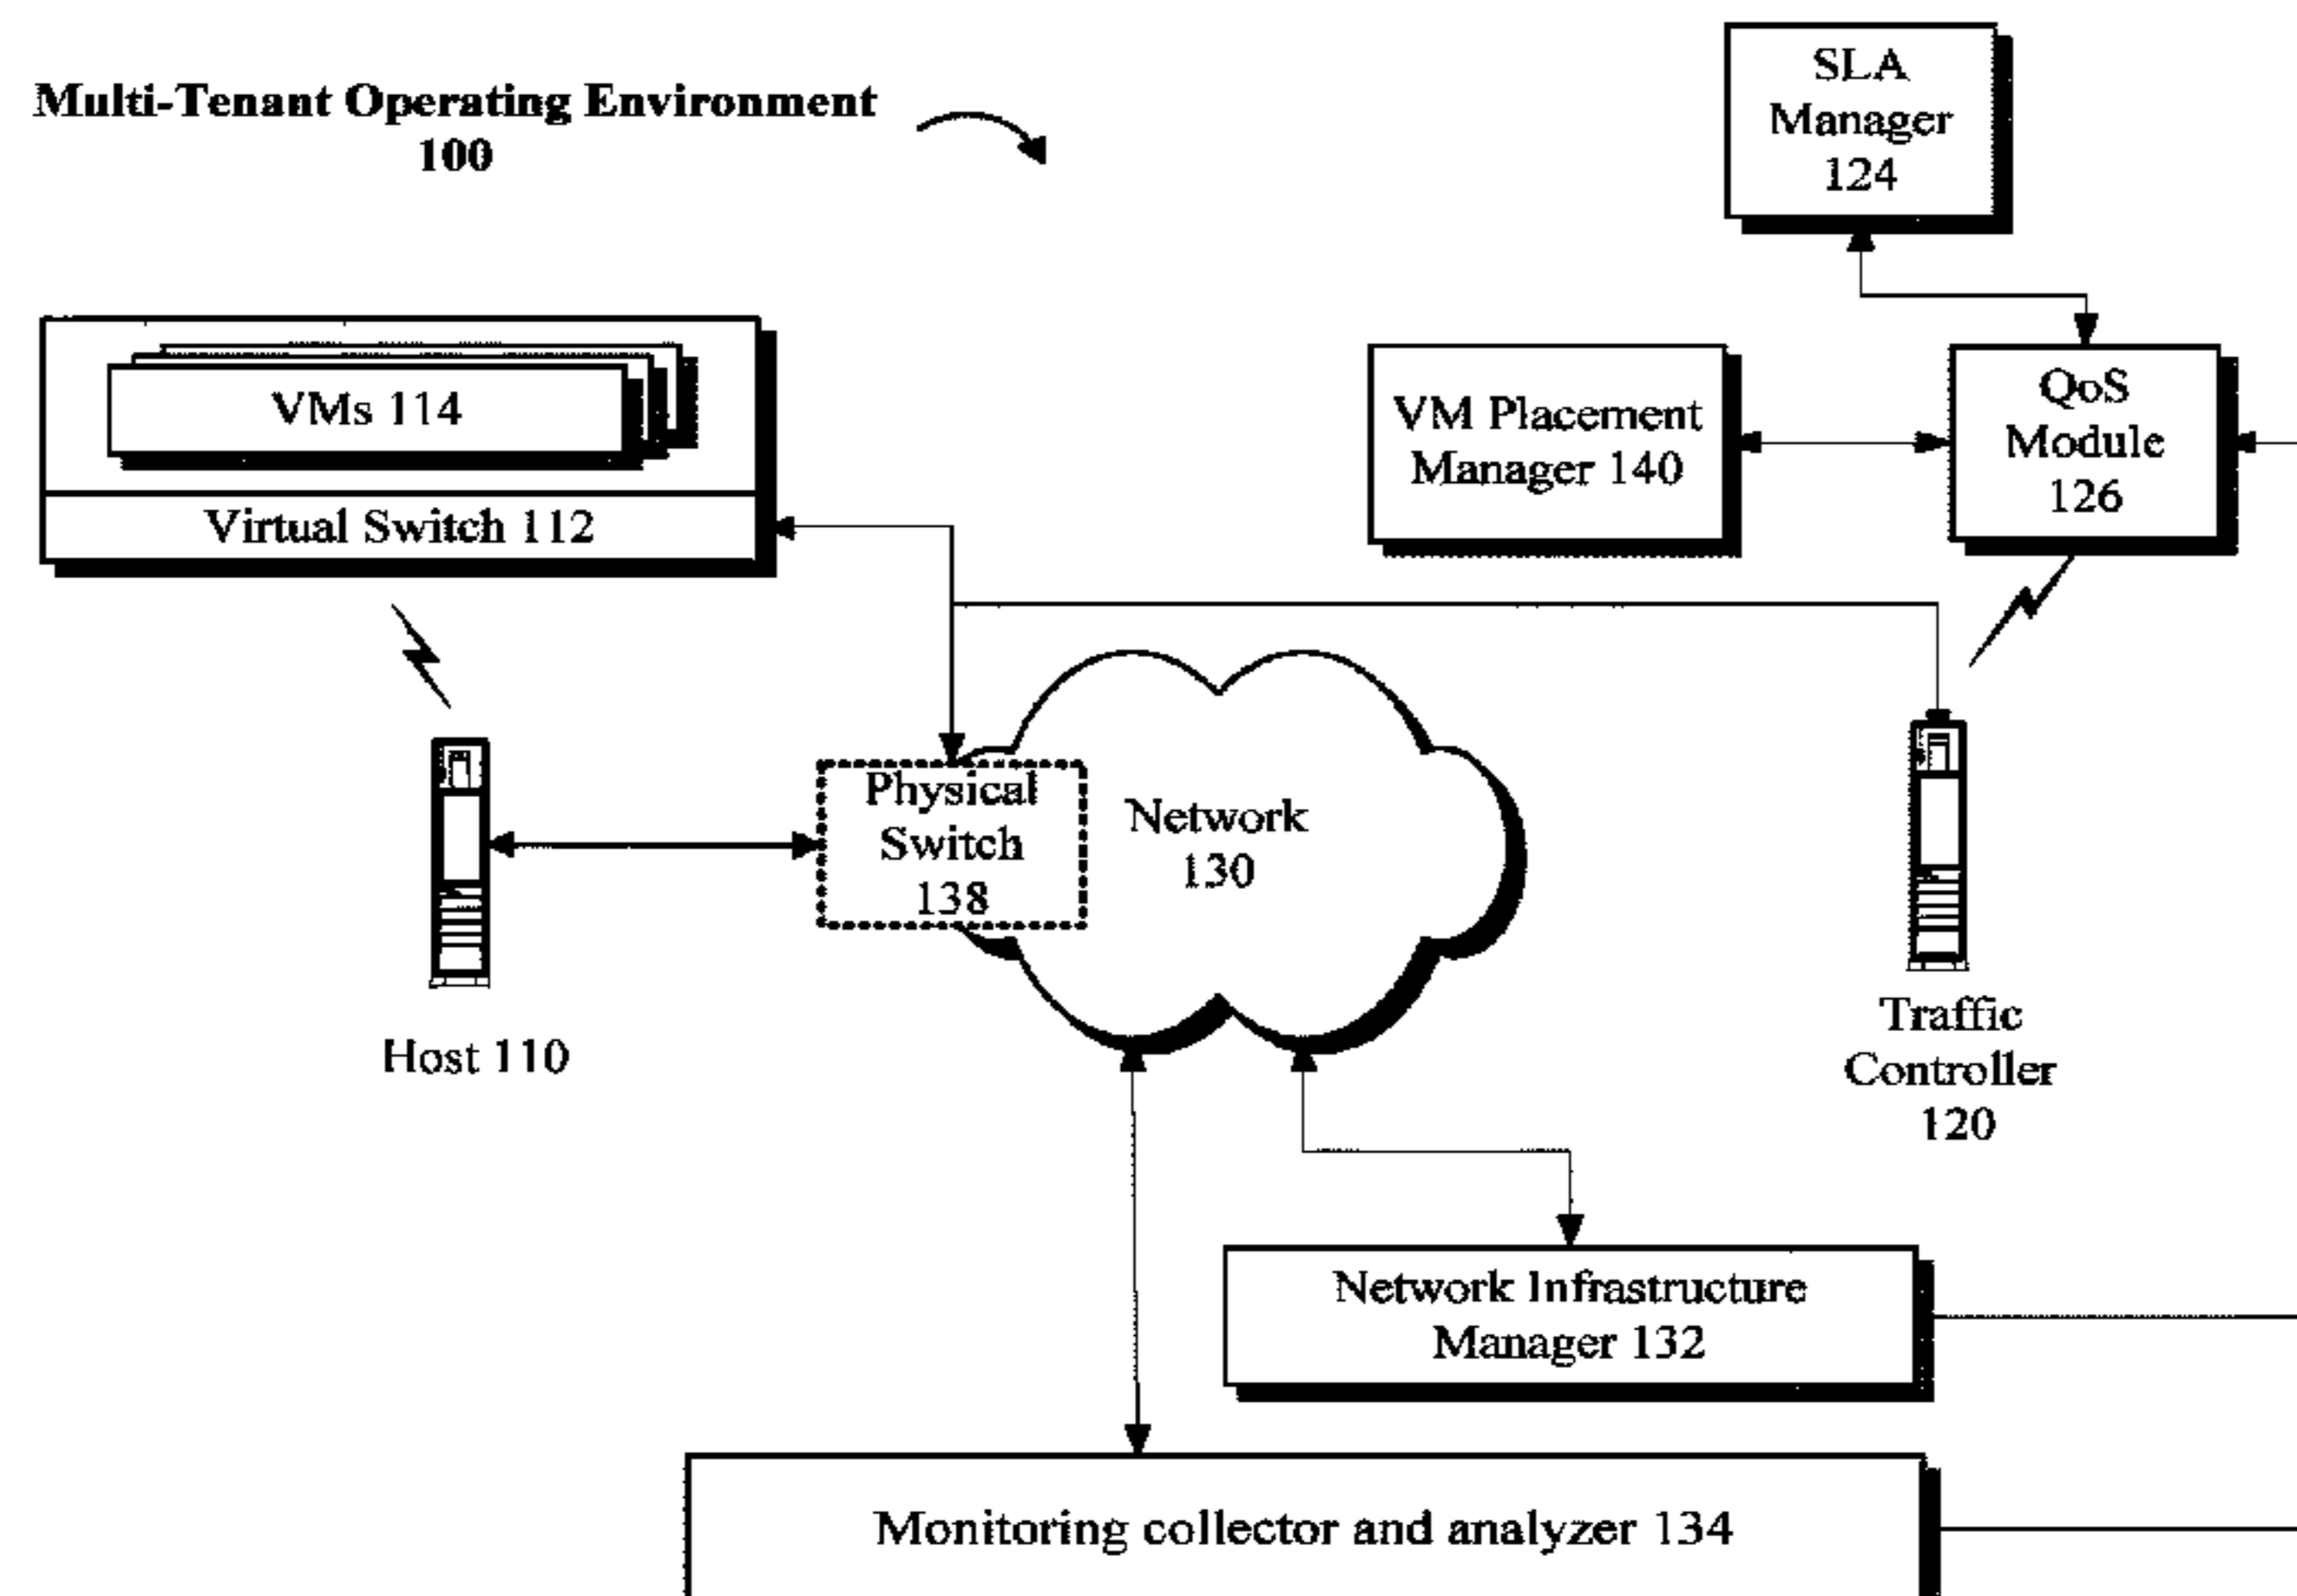 Multi-Tenant Operating Environment
100
SLA
Manager
124
VMs 114
Virtual Switch 112
VM Placement
Manager 140
QoS
Module
126
Physical
Switch
138
Network
130
Host 110
Traffic
Controller
120
Network Infrastructure
Manager 132
Monitoring collector and analyzer 134